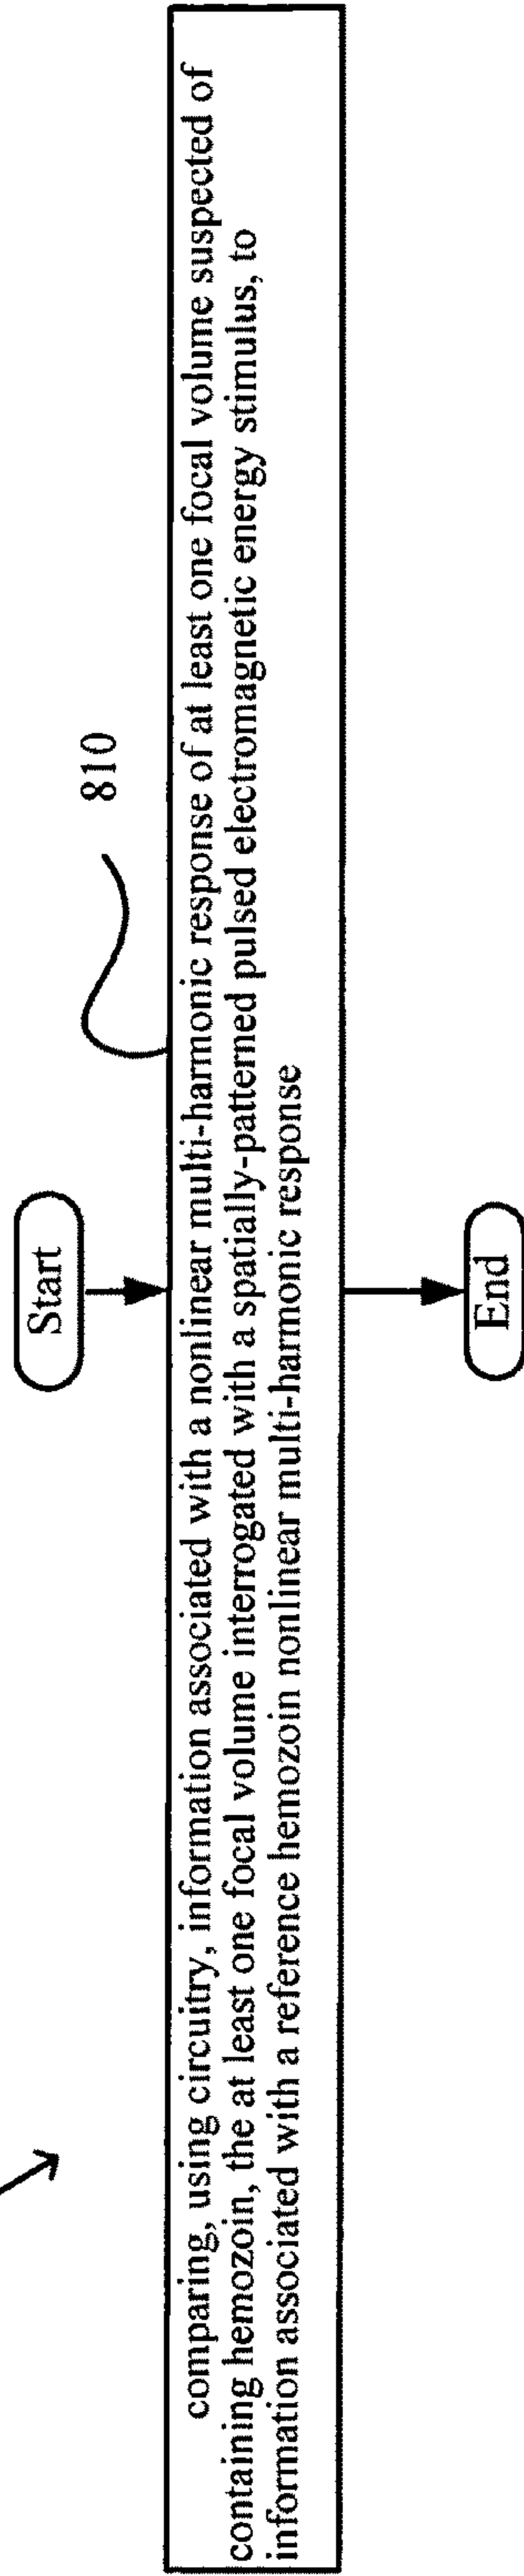 Start
810
comparing, using circuitry, information associated with a nonlinear multi-harmonic response of at least one focal volume suspected of
containing hemozoin, the at least one focal volume interrogated with a spatially-patterned pulsed electromagnetic energy stimulus, to
information associated with a reference hemozoin nonlinear multi-harmonic response
End